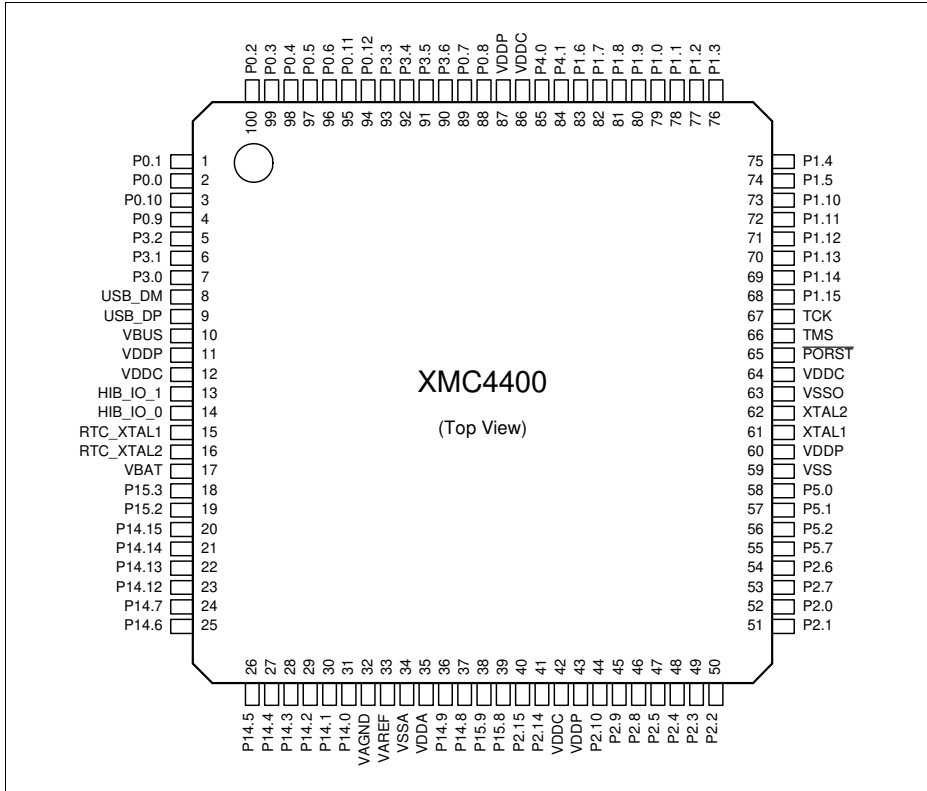 P0.2 P0.3 P0.4 P0.5 P0.6 P0.11 P0.12 P3.3 P3.4 P3.5 P3.6 P0.7 P0.8 VDDP VDDC P4.0 P4.1 P1.6 P1.7 P1.8 P1.9 P1.0 P1.1 P1.2 P1.3
100 99 98 97 96 95 94 93 92 91 90 89 88 87 86 85 84 83 82 81 80 79 78 77 76
P0.1 1 75 P1.4
P0.0 2 74 P1.5
P0.10 3 73 P1.10
P0.9 4 72 P1.11
P3.2 5 71 P1.12
P3.1 6 70 P1.13
P3.0 7 69 P1.14
USB_DM 8 68 P1.15
USB_DP 9 67 TCK
VBUS 10 66 TMS
VDDP 11 65 PORST
VDDC 12 64 VDDC
XMC4400
HIB_IO_1 13 63 VSSO
HIB_IO_0 14 62 XTAL2
(Top View)
RTC_XTAL1 15 61 XTAL1
RTC_XTAL2 16 60 VDDP
VBAT 17 59 VSS
P15.3 18 58 P5.0
P15.2 19 57 P5.1
P14.15 20 56 P5.2
P14.14 21 55 P5.7
P14.13 22 54 P2.6
P14.12 23 53 P2.7
P14.7 24 52 P2.0
P14.6 25 51 P2.1
26 27 28 29 30 31 32 33 34 35 36 37 38 39 40 41 42 43 44 45 46 47 48 49 50
P14.5 P14.4 P14.3 P14.2 P14.1 P14.0 VAGND VAREF VSSA VDDA P14.9 P14.8 P15.9 P15.8 P2.15 P2.14 VDDC VDDP P2.10 P2.9 P2.8 P2.5 P2.4 P2.3 P2.2